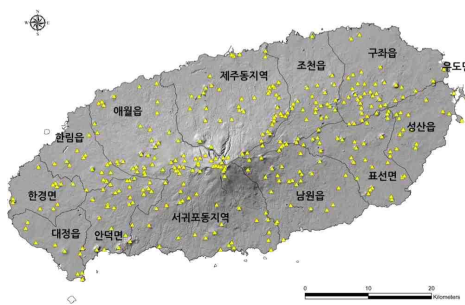 N
W E
S
구좌읍
조천읍
제주동지역
우도면
애월읍
성산읍
한림읍
표선면
한경면
남원읍
서귀포동지역
대정읍
안덕면
0 10 20
Kilometers